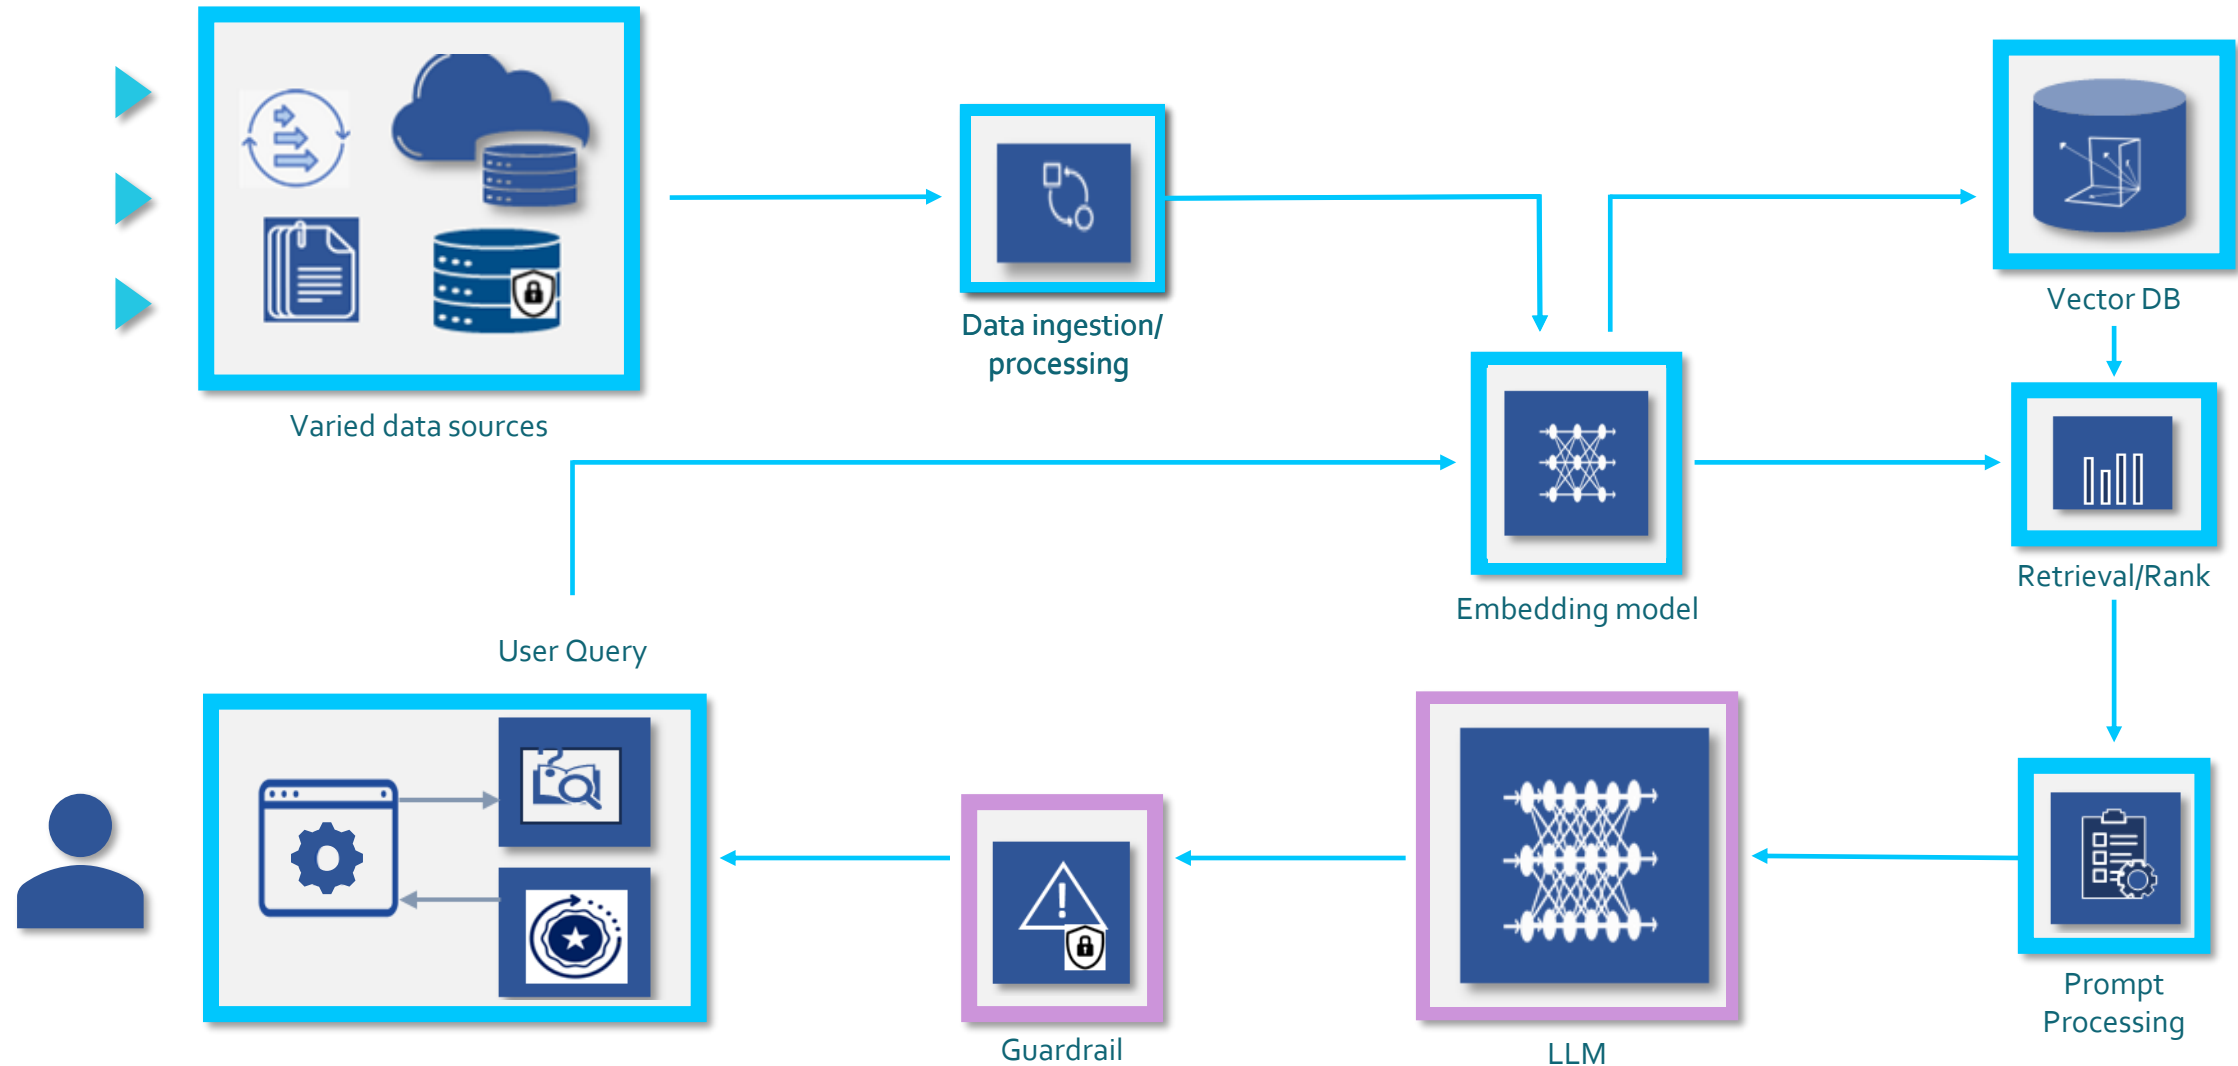 Vector DB
Data ingestion/
processing
Varied data sources
Retrieval/Rank
Embedding model
User Query
Prompt
Processing
Guardrail
LLM